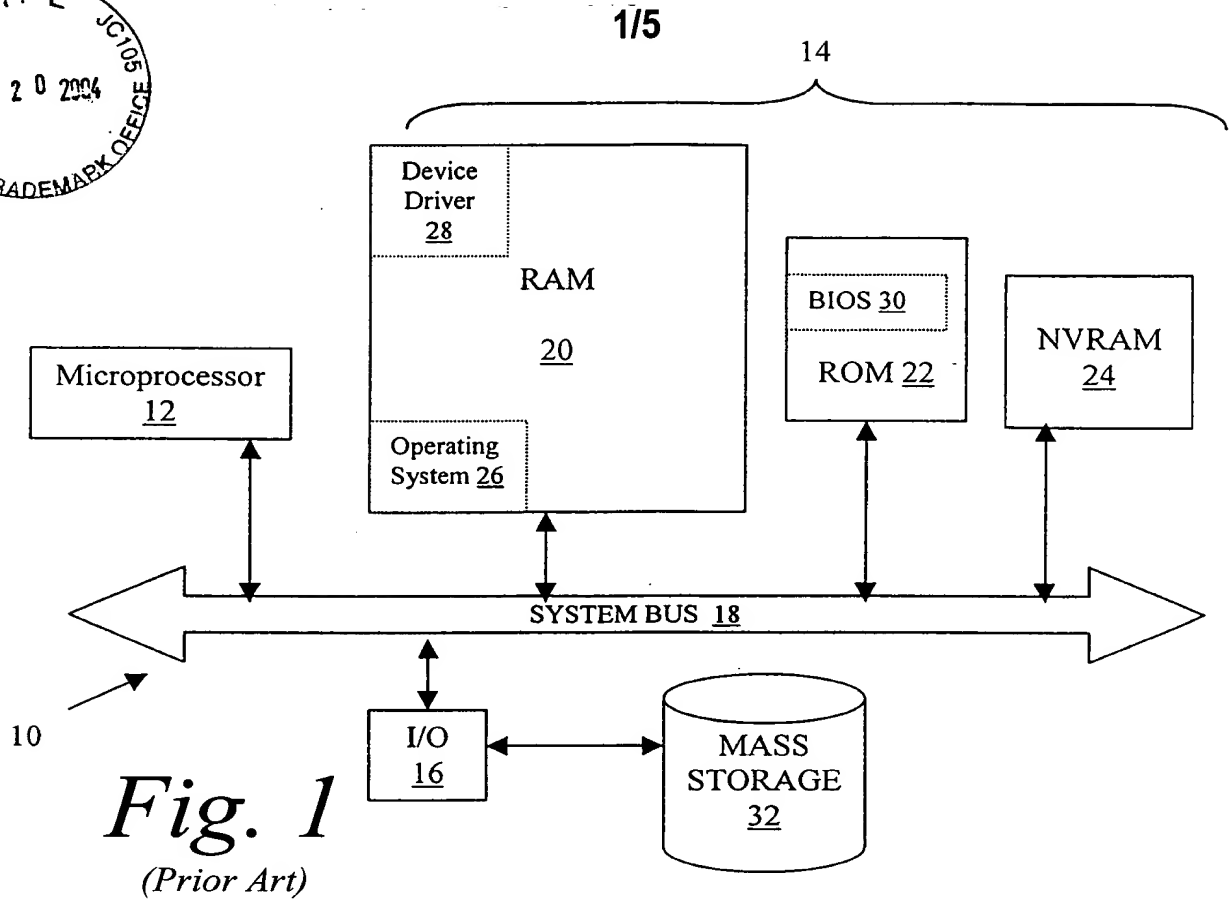 JC105
2 0 2004
TRADEMARK OFFICE
1/5
14
Device
Driver
28
RAM
20
BIOS 30
ROM 22
NVRAM
24
Microprocessor
12
Operating
System 26
SYSTEM BUS 18
10
I/O
16
MASS
STORAGE
32
Fig. 1
(Prior Art)